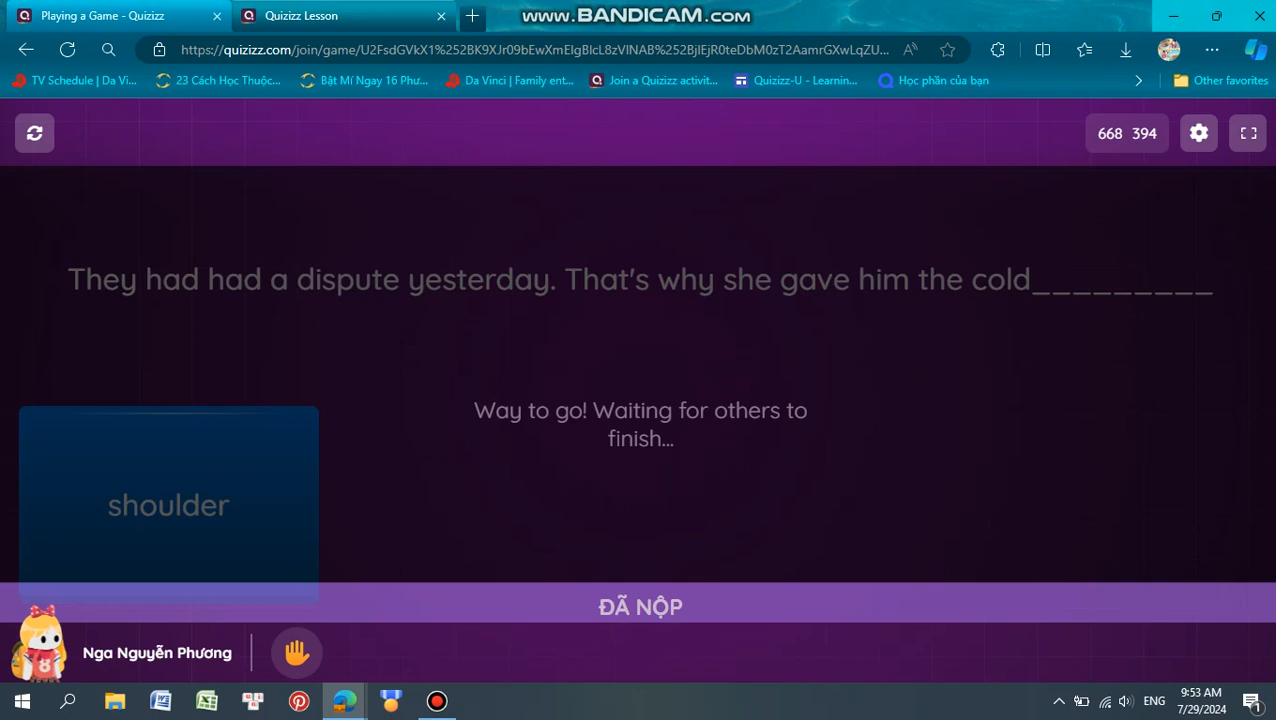 Playing a Game - Quizizz
Quizizz Lesson
WWW.BANDICAM.COM
https://quizizz.com/join/game/U2FsdGVkX1%252BK9XJr09bEwXmEIgBIcL8zVlNAB%252BjlEjR0teDbM0zT2AamrGXwLqZU...
TV Schedule | Da Vi...
23 Cách Học Thuộc...
Bật Mí Ngay 16 Phư...
Da Vinci | Family ent...
Join a Quizizz activit...
Quizizz-U - Learnin...
Học phần của bạn
Other favorites
668 394
They had had a dispute yesterday. That's why she gave him the cold_________
Way to go! Waiting for others to
finish...
shoulder
ĐÃ NỘP
Nga Nguyễn Phương
ENG
9:53 AM
7/29/2024
1